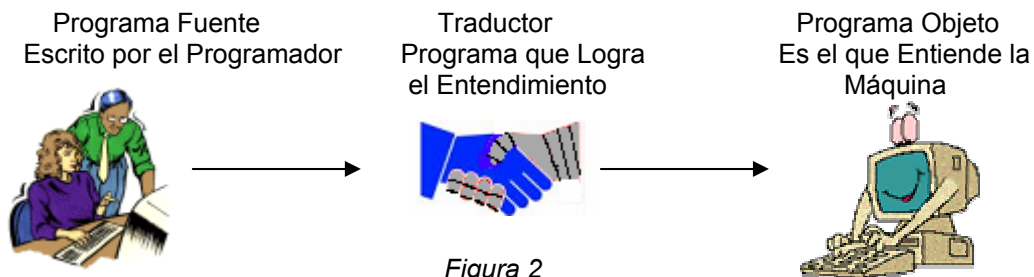 Programa Fuente
Escrito por el Programador
Traductor
Programa que Logra
el Entendimiento
Programa Objeto
Es el que Entiende la
Máquina
Figura 2